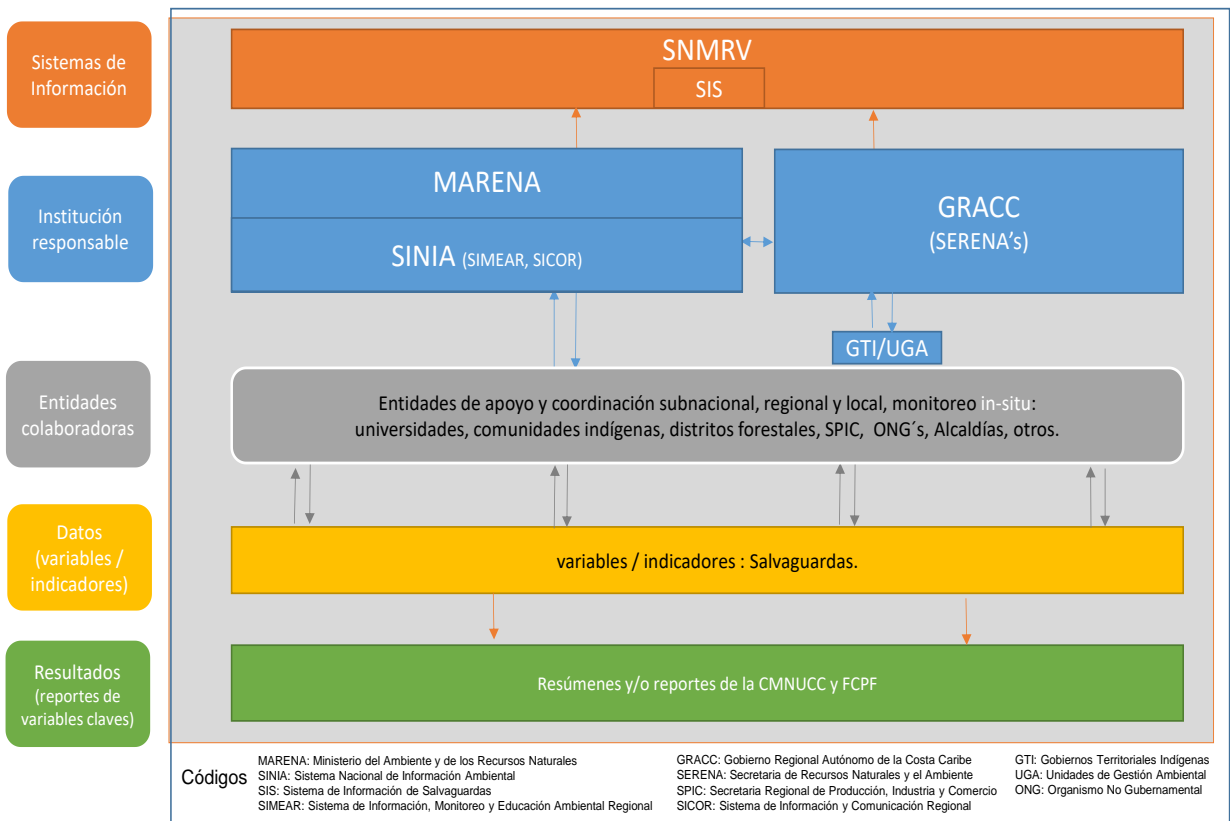 Sistemas de
Información
SNMRV
SIS
Institución
responsable
MARENA
SINIA (SIMEAR, SICOR)
GRACC
(SERENA's)
GTI/UGA
Entidades
colaboradoras
Entidades de apoyo y coordinación subnacional, regional y local, monitoreo in-situ:
universidades, comunidades indígenas, distritos forestales, SPIC, ONG´s, Alcaldías, otros.
Datos
(variables /
indicadores)
variables / indicadores : Salvaguardas.
Resultados
(reportes de
variables claves)
Resúmenes y/o reportes de la CMNUCC y FCPF
Códigos
MARENA: Ministerio del Ambiente y de los Recursos Naturales
SINIA: Sistema Nacional de Información Ambiental
SIS: Sistema de Información de Salvaguardas
SIMEAR: Sistema de Información, Monitoreo y Educación Ambiental Regional
GRACC: Gobierno Regional Autónomo de la Costa Caribe
SERENA: Secretaria de Recursos Naturales y el Ambiente
SPIC: Secretaria Regional de Producción, Industria y Comercio
SICOR: Sistema de Información y Comunicación Regional
GTI: Gobiernos Territoriales Indígenas
UGA: Unidades de Gestión Ambiental
ONG: Organismo No Gubernamental